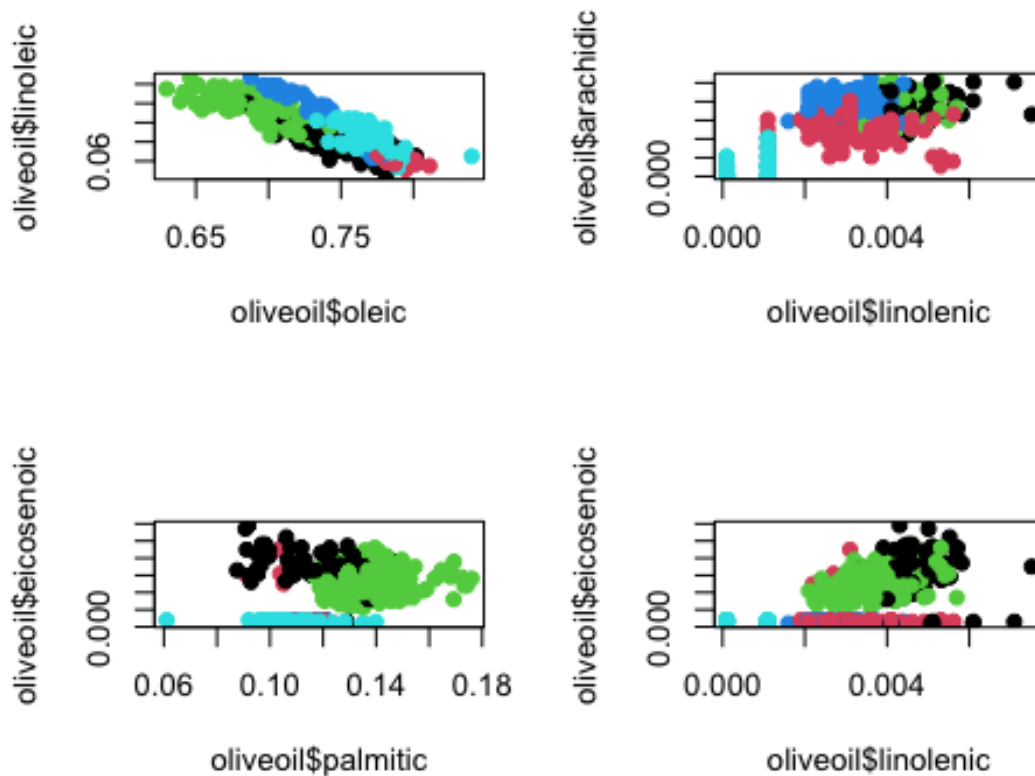 oliveoil$linoleic
0.06
0.65 0.75
oliveoil$oleic
oliveoil$arachidic
0.000
0.000 0.004
oliveoil$linolenic
oliveoil$eicosenoic
0.000
0.06 0.10 0.14 0.18
oliveoil$palmitic
oliveoil$eicosenoic
0.000
0.000 0.004
oliveoil$linolenic